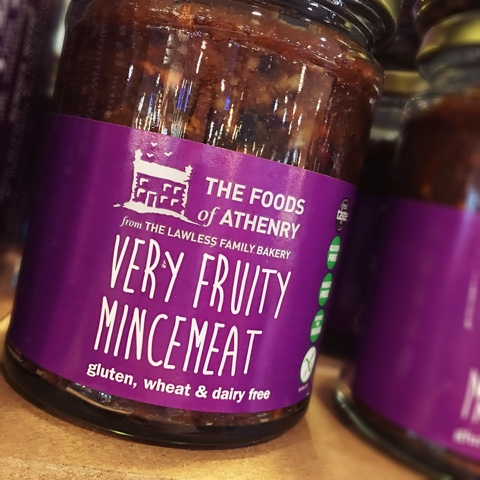 THE FOODS
of ATHENRY
from THE LAWLESS FAMILY BAKERY
VERY FRUITY
MINCEMEAT
gluten, wheat & dairy free